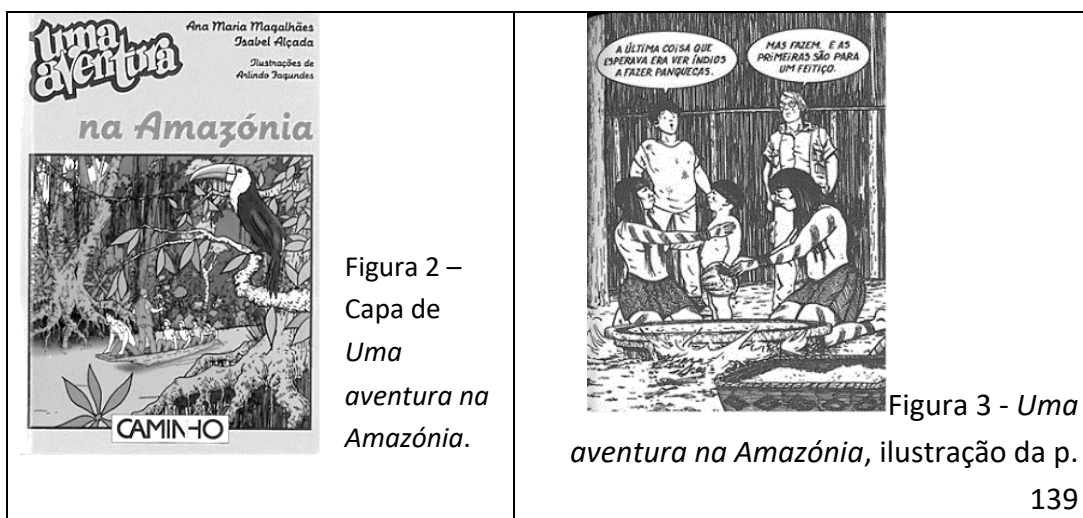 uma
aventura
Ana Maria Magalhães
Isabel Alçada
Ilustrações de
Arlindo Fagundes
na Amazónia
CAMINHO
Figura 2 –
Capa de
Uma
aventura na
Amazónia.
A ÚLTIMA COISA QUE
ESPERAVA ERA VER ÍNDIOS
A FAZER PANQUECAS.
MAS FAZEM. E AS
PRIMEIRAS SÃO PARA
UM FEITIÇO.
Figura 3 - Uma
aventura na Amazónia, ilustração da p.
139